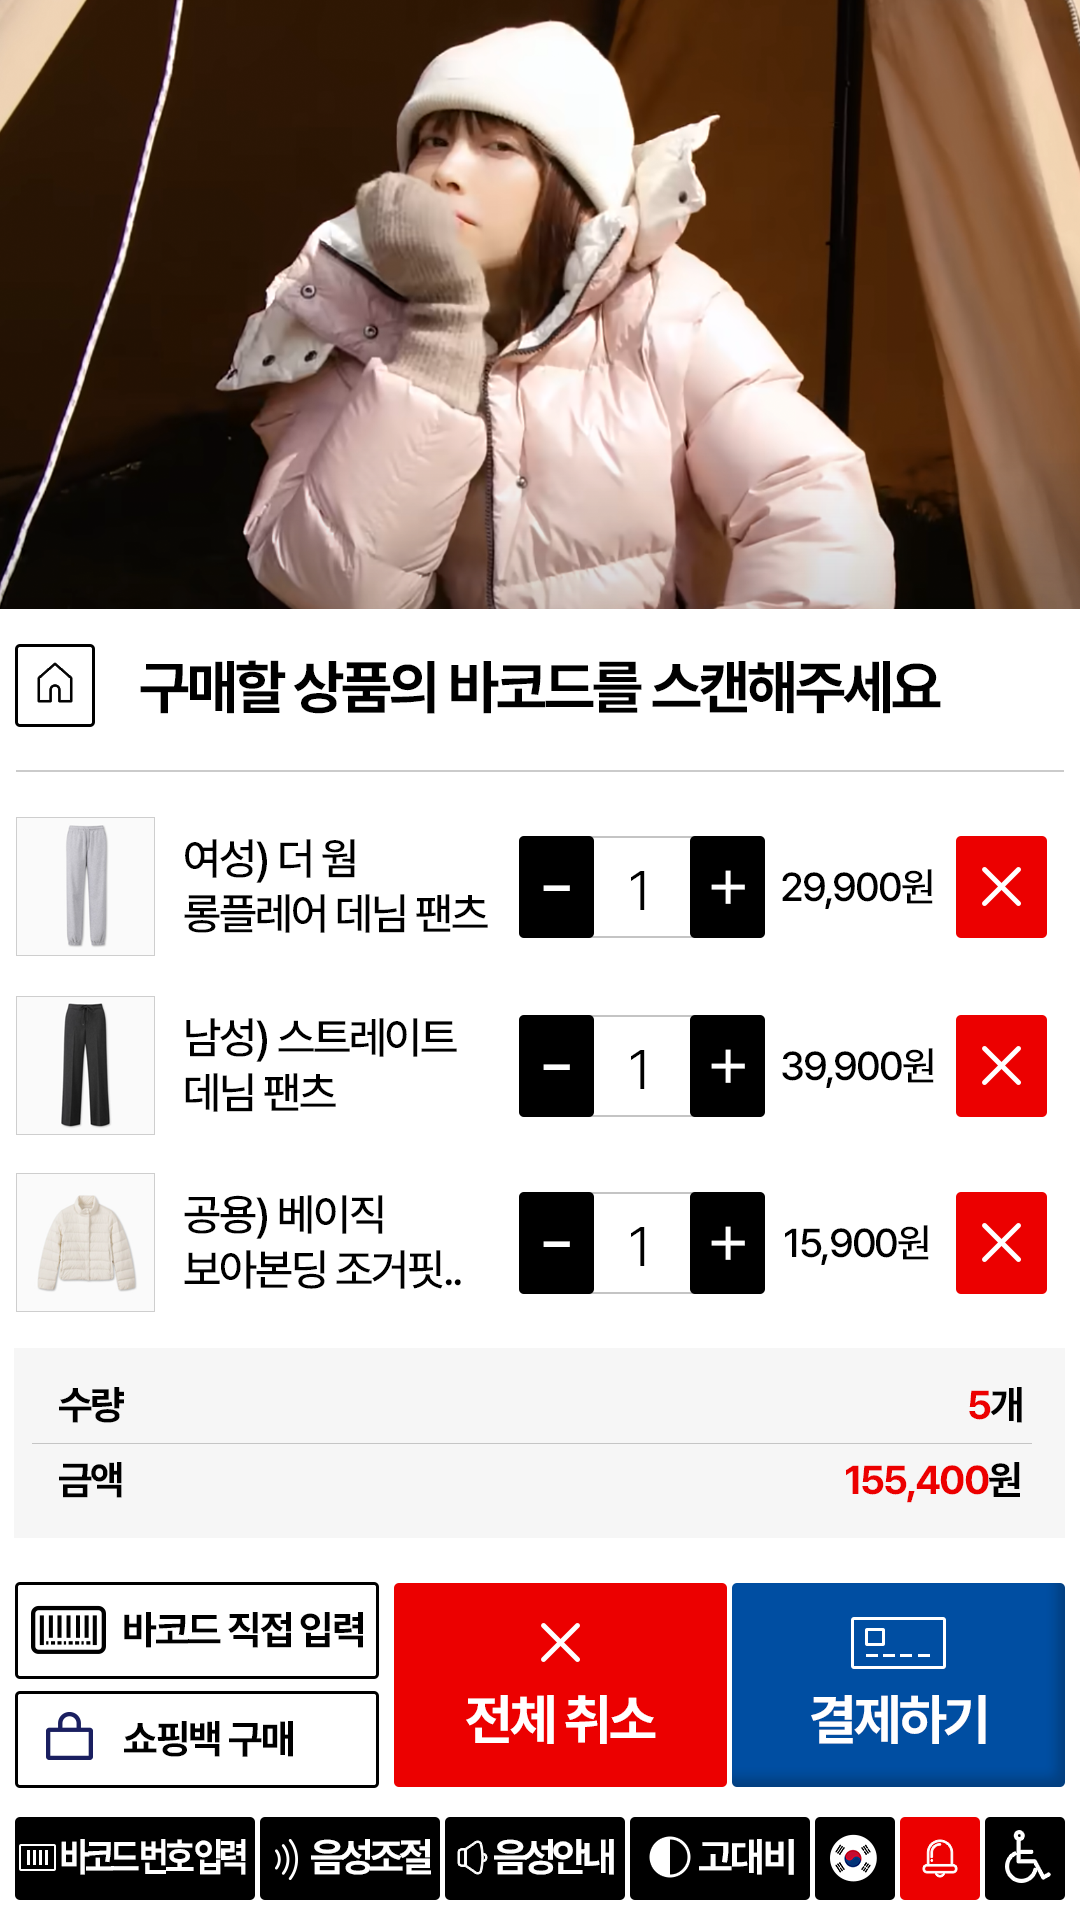 구매할 상품의 바코드를 스캔해주세요
여성) 더 웜
롱플레어 데님 팬츠
1
29,900원
남성) 스트레이트
데님 팬츠
1
39,900원
공용) 베이직
보아본딩 조거핏..
1
15,900원
수량
5개
금액
155,400원
바코드 직접 입력
쇼핑백 구매
전체 취소
결제하기
바코드번호입력
음성조절
음성안내
고대비